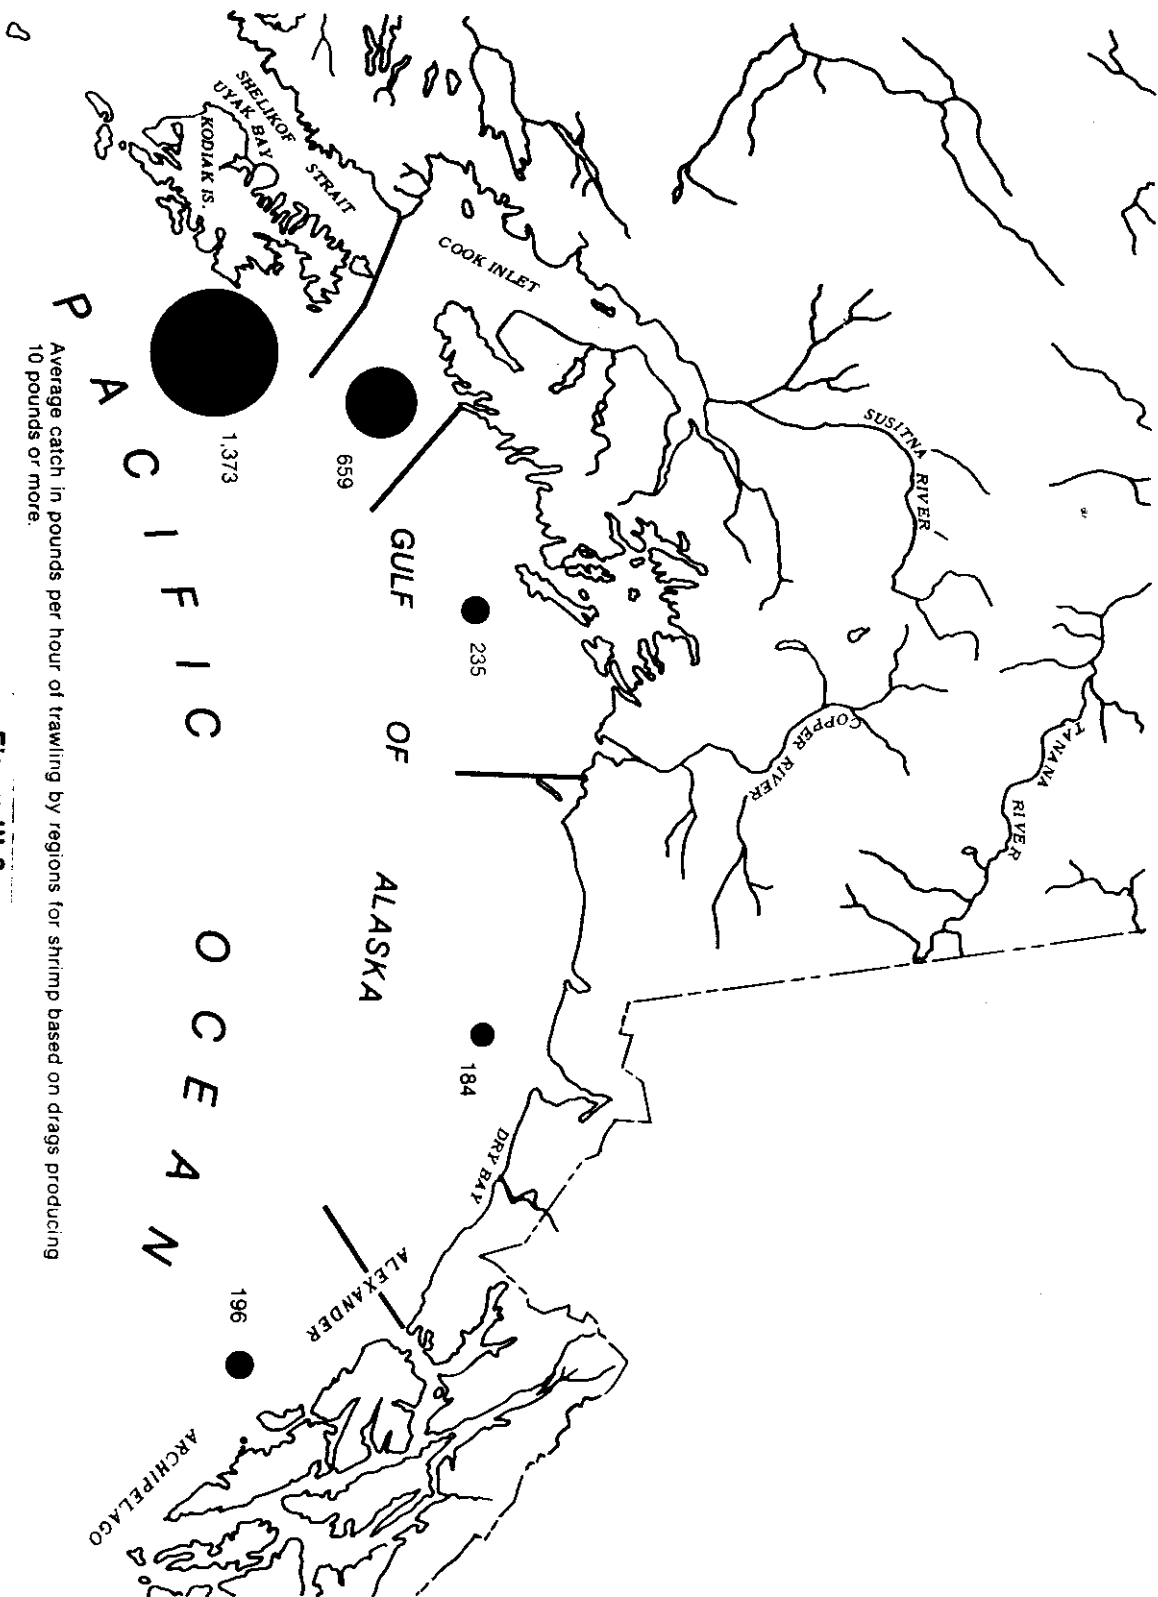 SUSITNA RIVER
TANANA RIVER
COPPER RIVER
COOK INLET
SHELIKOF STRAIT
UYAK BAY
KODIAK IS.
DRY BAY
ALEXANDER
ARCHIPELAGO
GULF OF ALASKA
PACIFIC OCEAN
1,373
659
235
184
196
Average catch in pounds per hour of trawling by regions for shrimp based on drags producing
10 pounds or more.